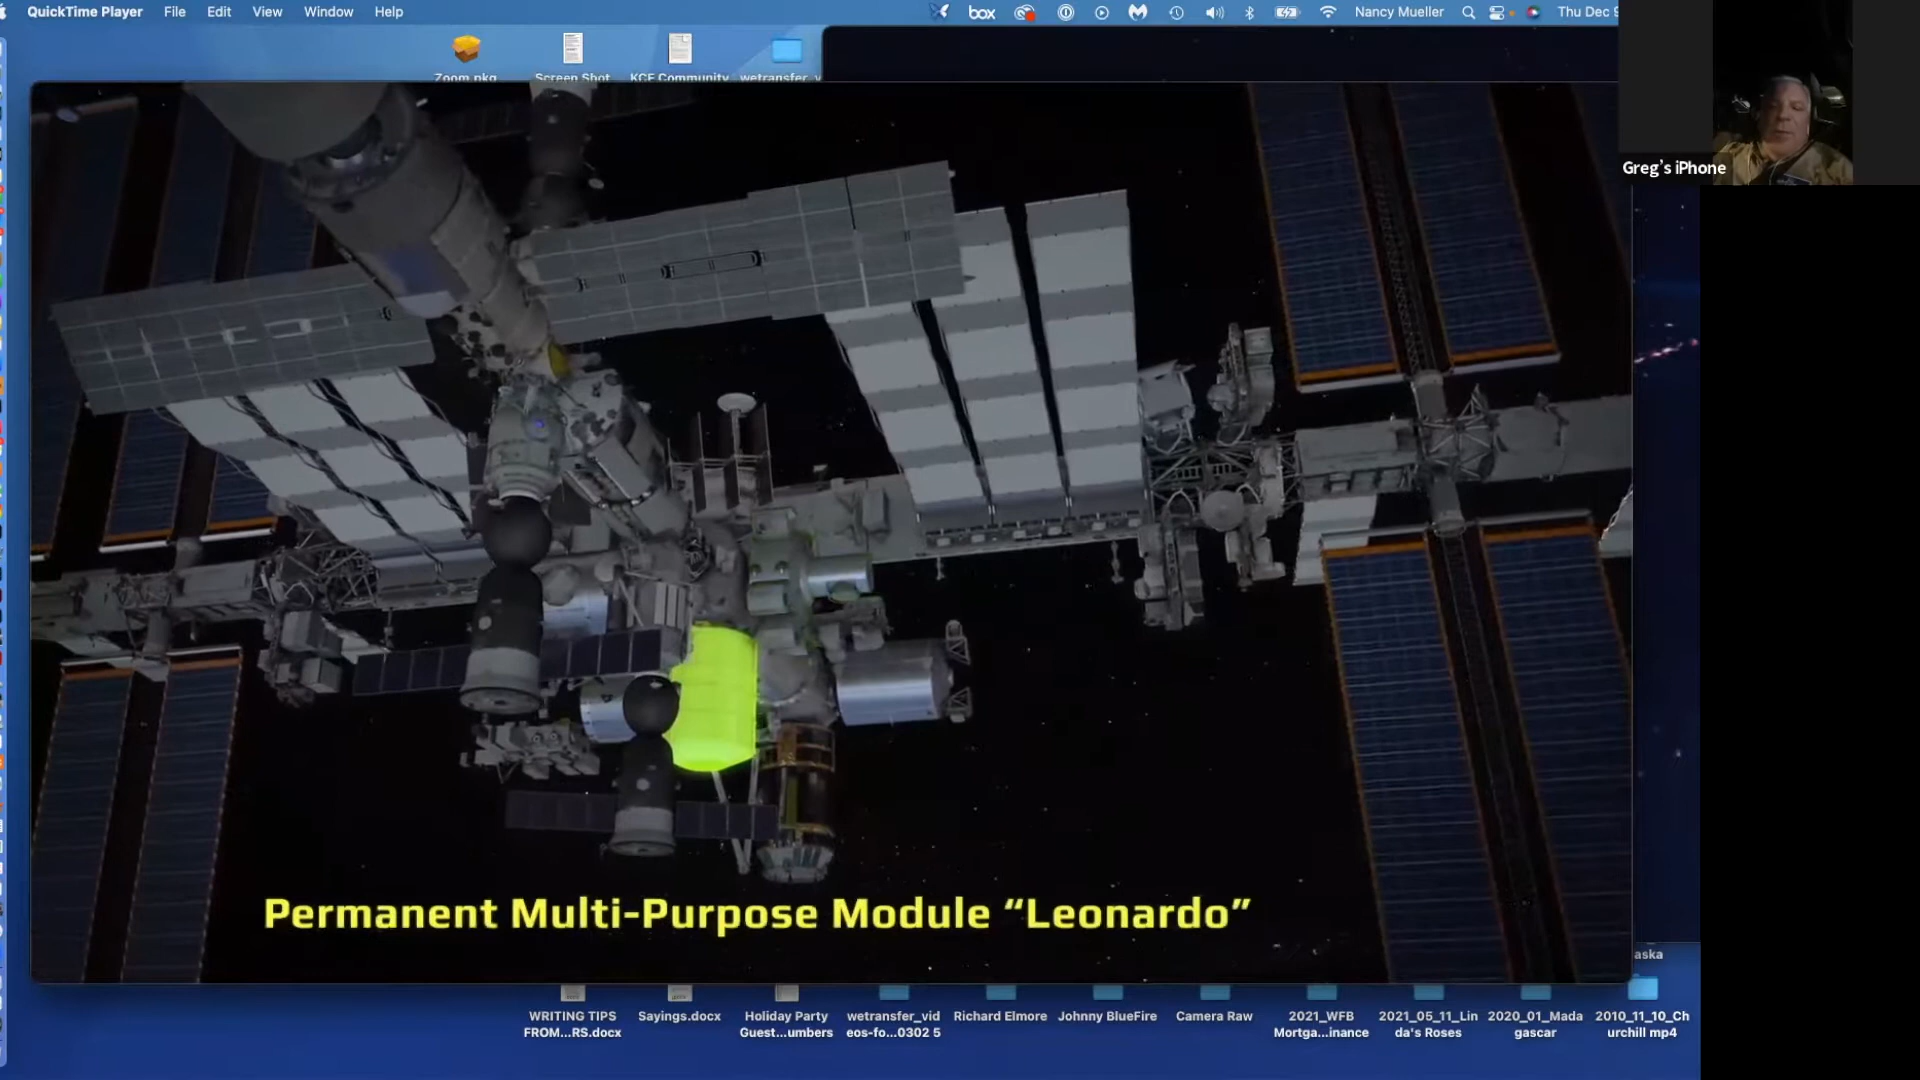 QuickTime Player File Edit View Window Help box Nancy Mueller Thu Dec 9
Zoom.pkg Screen Shot KCF Community wetransfer_v
Greg's iPhone
Permanent Multi-Purpose Module “Leonardo”
aska
WRITING TIPS FROM...RS.docx
Sayings.docx
Holiday Party Guest...umbers
wetransfer_vid eos-fo...0302 5
Richard Elmore
Johnny BlueFire
Camera Raw
2021_WFB Mortga...inance
2021_05_11_Lin da's Roses
2020_01_Mada gascar
2010_11_10_Ch urchill mp4